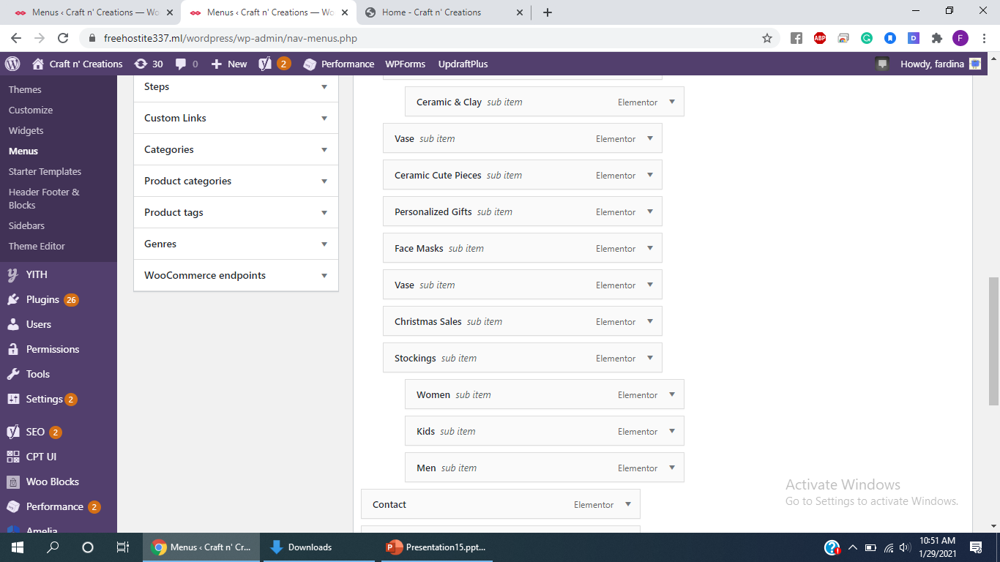 Menus ‹ Craft n' Creations — Wo
Menus ‹ Craft n' Creations — Wo
Home - Craft n' Creations
freehostite337.ml/wordpress/wp-admin/nav-menus.php
ABP
G
D
F
Craft n' Creations
30
0
New
2
Performance
WPForms
UpdraftPlus
Howdy, fardina
Themes
Customize
Widgets
Menus
Starter Templates
Header Footer &
Blocks
Sidebars
Theme Editor
YITH
Plugins 26
Users
Permissions
Tools
Settings 2
SEO 2
CPT UI
Woo Blocks
Performance 2
Amelia
Steps
Custom Links
Categories
Product categories
Product tags
Genres
WooCommerce endpoints
Ceramic & Clay sub item Elementor
Vase sub item Elementor
Ceramic Cute Pieces sub item Elementor
Personalized Gifts sub item Elementor
Face Masks sub item Elementor
Vase sub item Elementor
Christmas Sales sub item Elementor
Stockings sub item Elementor
Women sub item Elementor
Kids sub item Elementor
Men sub item Elementor
Contact Elementor
Activate Windows
Go to Settings to activate Windows.
Menus ‹ Craft n' Cr...
Downloads
Presentation15.ppt...
10:51 AM
1/29/2021